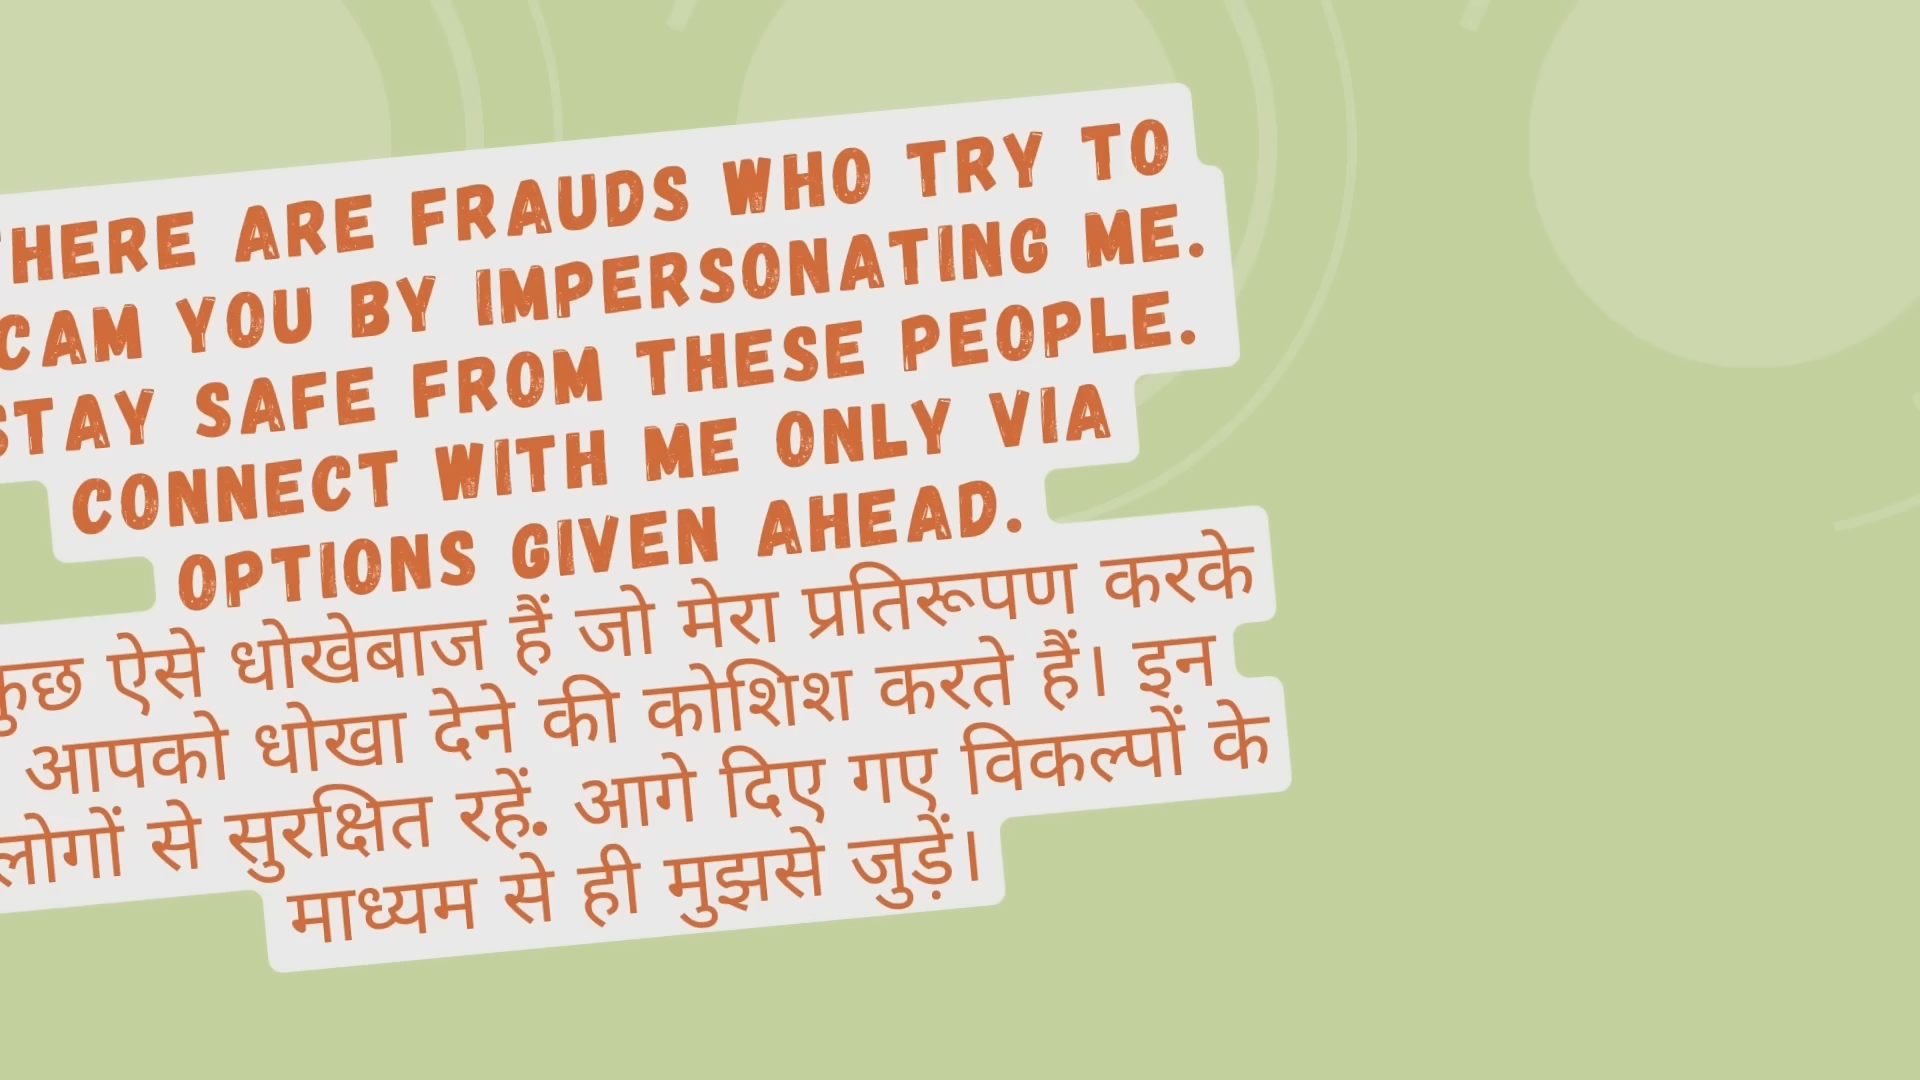 THERE ARE FRAUDS WHO TRY TO
SCAM YOU BY IMPERSONATING ME.
STAY SAFE FROM THESE PEOPLE.
CONNECT WITH ME ONLY VIA
OPTIONS GIVEN AHEAD.
कुछ ऐसे धोखेबाज हैं जो मेरा प्रतिरूपण करके
आपको धोखा देने की कोशिश करते हैं। इन
लोगों से सुरक्षित रहें. आगे दिए गए विकल्पों के
माध्यम से ही मुझसे जुड़ें।